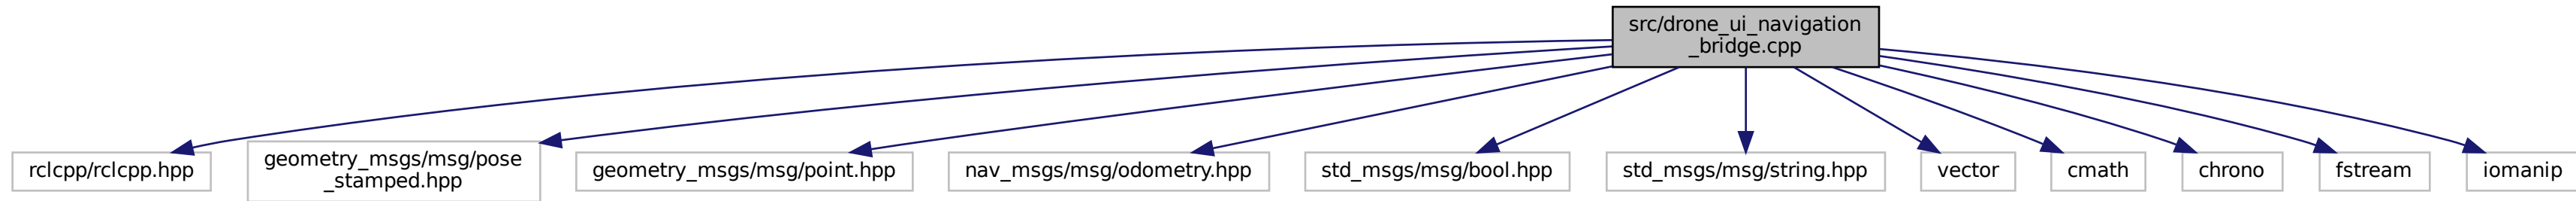 src/drone_ui_navigation
_bridge.cpp
rclcpp/rclcpp.hpp
geometry_msgs/msg/pose
_stamped.hpp
geometry_msgs/msg/point.hpp
nav_msgs/msg/odometry.hpp
std_msgs/msg/bool.hpp
std_msgs/msg/string.hpp
vector
cmath
chrono
fstream
iomanip